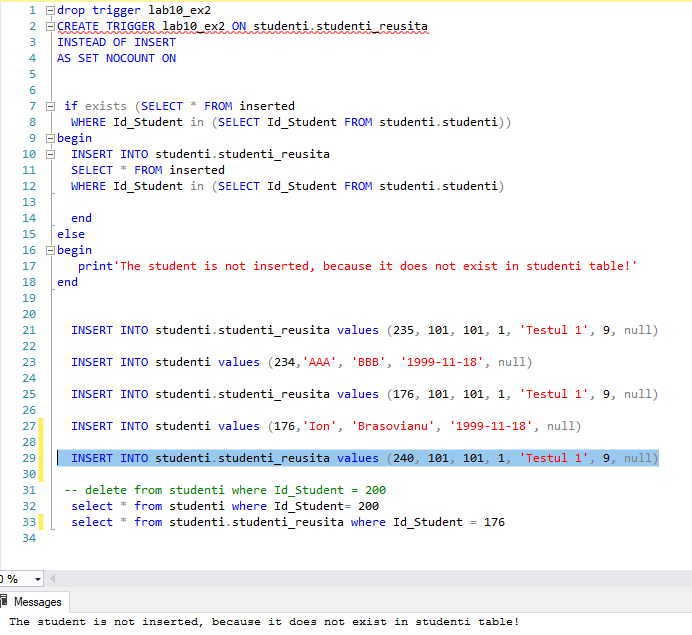 1 drop trigger lab10_ex2
2 CREATE TRIGGER lab10_ex2 ON studenti.studenti_reusita
3 INSTEAD OF INSERT
4 AS SET NOCOUNT ON
5
6
7 if exists (SELECT * FROM inserted
8 WHERE Id_Student in (SELECT Id_Student FROM studenti.studenti))
9 begin
10 INSERT INTO studenti.studenti_reusita
11 SELECT * FROM inserted
12 WHERE Id_Student in (SELECT Id_Student FROM studenti.studenti)
13
14 end
15 else
16 begin
17 print'The student is not inserted, because it does not exist in studenti table!'
18 end
19
20
21 INSERT INTO studenti.studenti_reusita values (235, 101, 101, 1, 'Testul 1', 9, null)
22
23 INSERT INTO studenti values (234,'AAA', 'BBB', '1999-11-18', null)
24
25 INSERT INTO studenti.studenti_reusita values (176, 101, 101, 1, 'Testul 1', 9, null)
26
27 INSERT INTO studenti values (176,'Ion', 'Brasovianu', '1999-11-18', null)
28
29 INSERT INTO studenti.studenti_reusita values (240, 101, 101, 1, 'Testul 1', 9, null)
30
31 -- delete from studenti where Id_Student = 200
32 select * from studenti where Id_Student= 200
33 select * from studenti.studenti_reusita where Id_Student = 176
34
0 %
Messages
The student is not inserted, because it does not exist in studenti table!